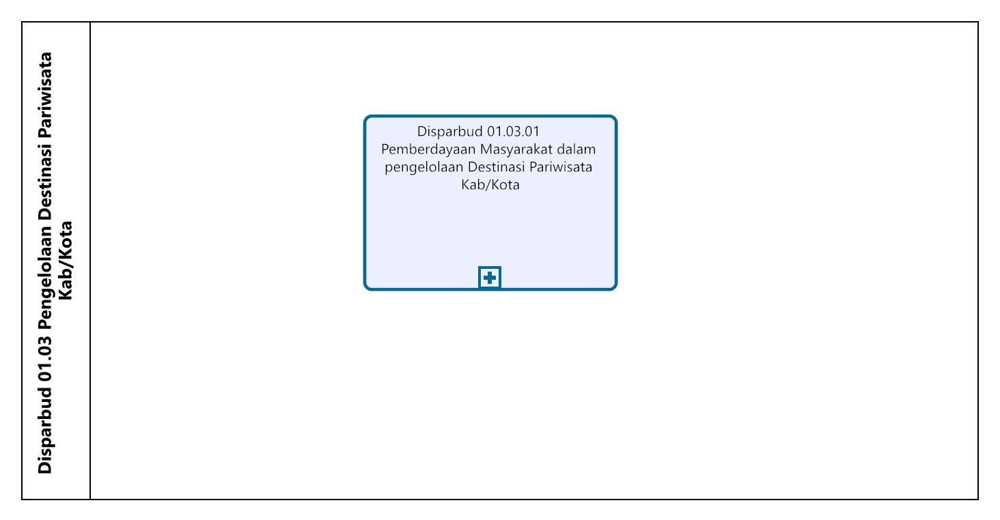 Disparbud 01.03 Pengelolaan Destinasi Pariwisata
Kab/Kota
Disparbud 01.03.01
Pemberdayaan Masyarakat dalam
pengelolaan Destinasi Pariwisata
Kab/Kota